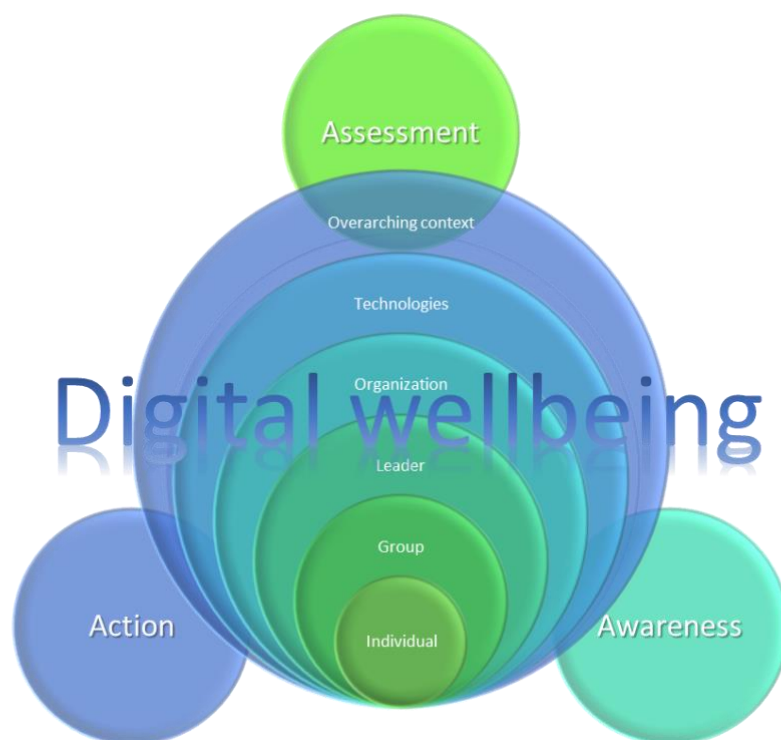 Assessment
Overarching context
Technologies
Organization
Digital wellbeing
Leader
Group
Action
Individual
Awareness